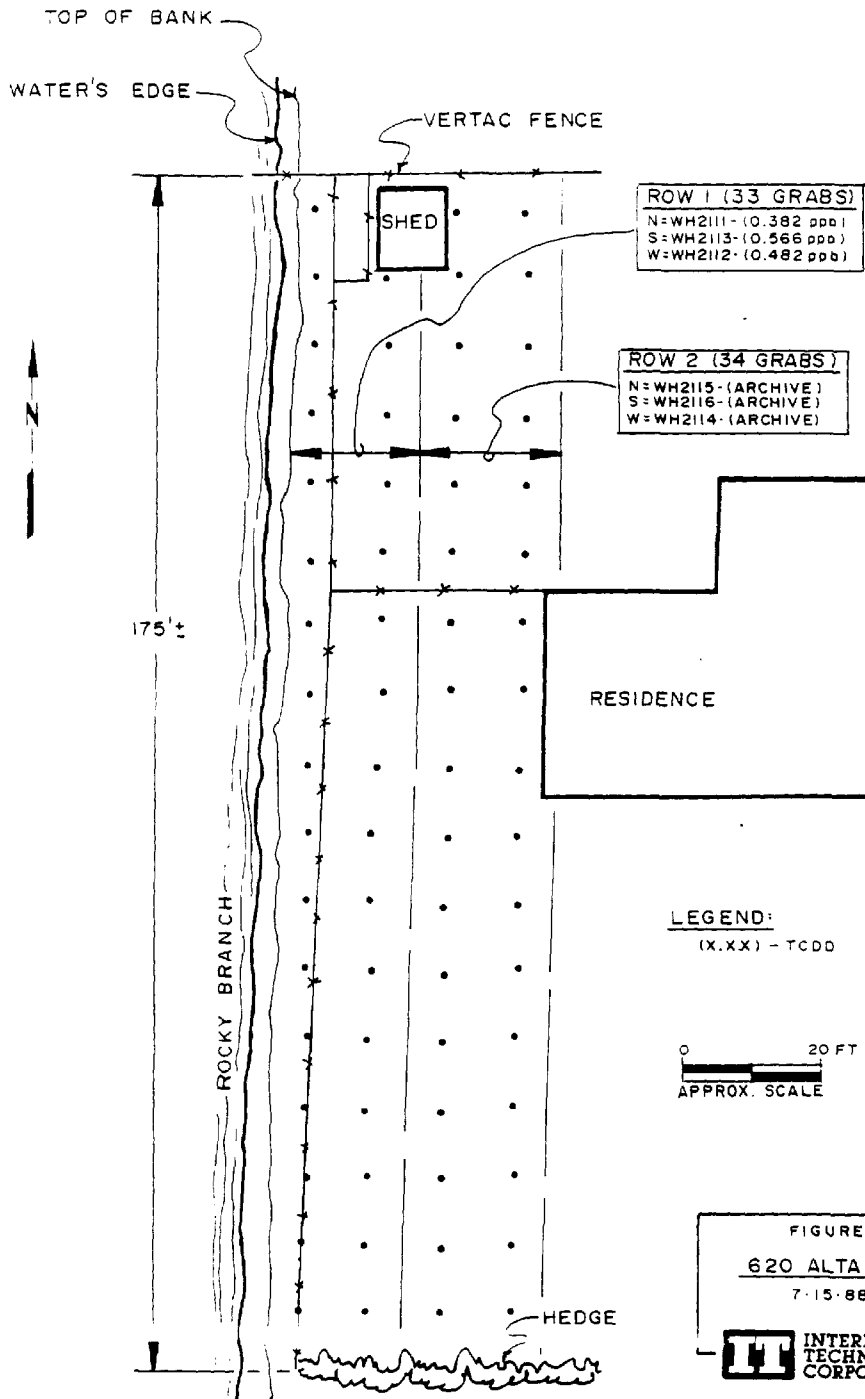 TOP OF BANK
WATER'S EDGE
VERTAC FENCE
SHED
ROW 1 (33 GRABS)
N=WH2111-(0.382 ppb)
S=WH2113-(0.566 ppb)
W=WH2112-(0.482 ppb)
ROW 2 (34 GRABS)
N=WH2115-(ARCHIVE)
S=WH2116-(ARCHIVE)
W=WH2114-(ARCHIVE)
N
175'±
RESIDENCE
ROCKY BRANCH
LEGEND:
(X.XX) - TCDD
0 20 FT
APPROX. SCALE
FIGURE
620 ALTA
7-15-88
HEDGE
IT